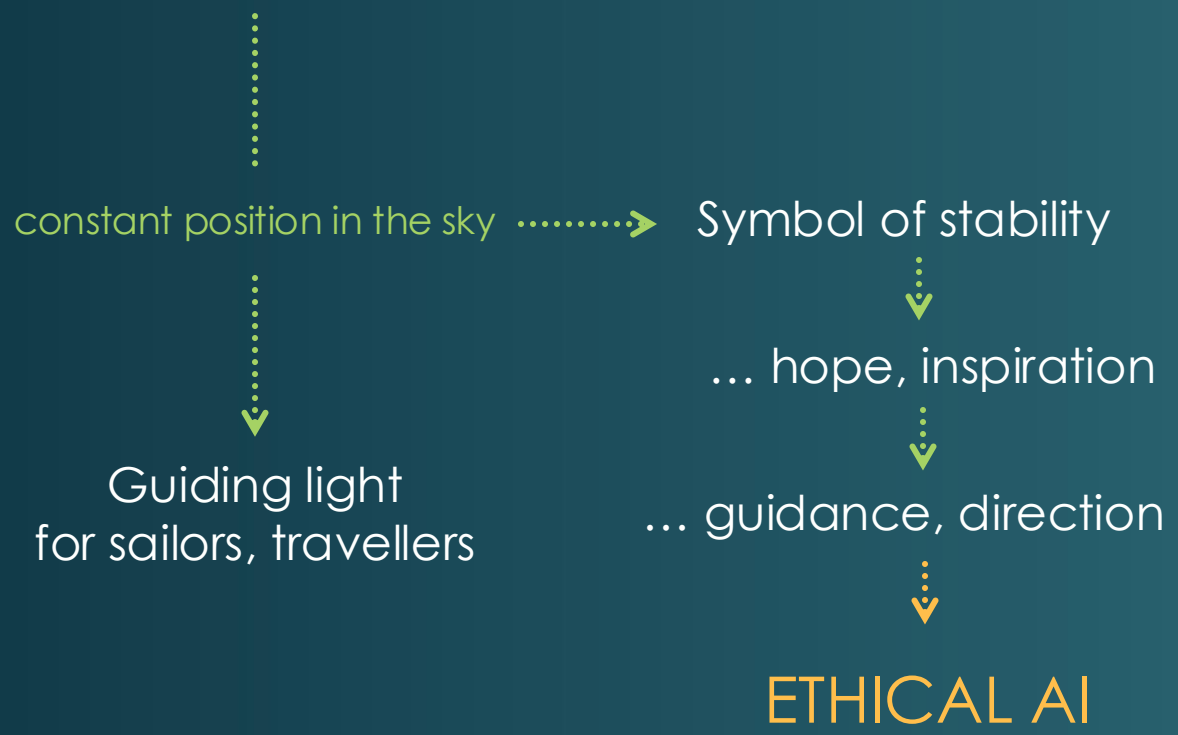 constant position in the sky
Symbol of stability
… hope, inspiration
Guiding light
for sailors, travellers
… guidance, direction
ETHICAL AI